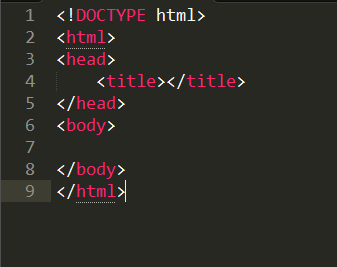 1 <!DOCTYPE html>
2 <html>
3 <head>
4     <title></title>
5 </head>
6 <body>
7
8 </body>
9 </html>